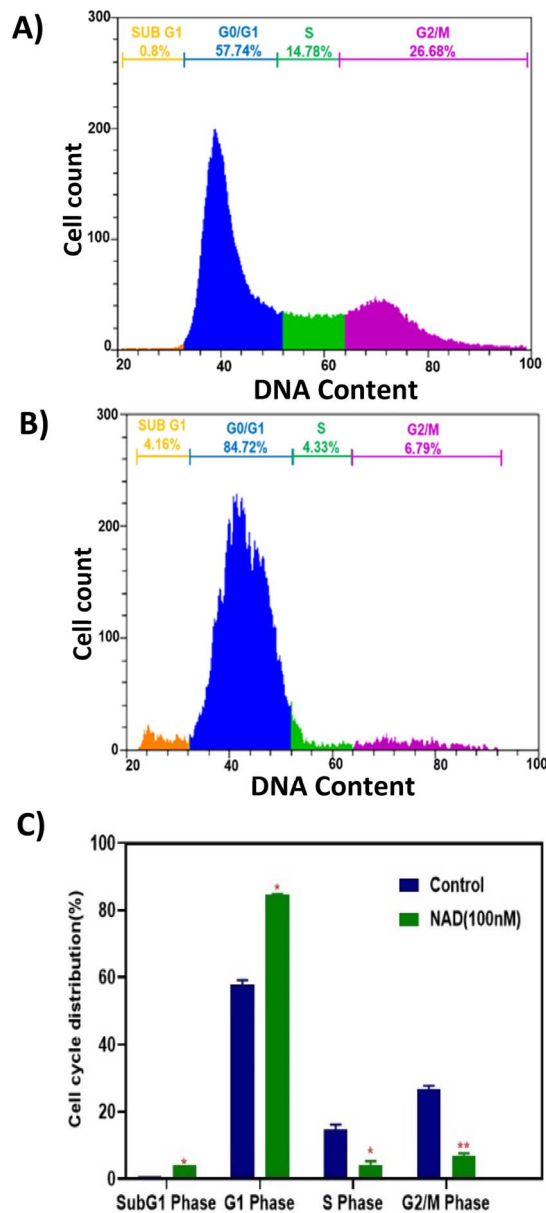 A)
SUB G1 G0/G1 S G2/M
0.8% 57.74% 14.78% 26.68%
300
200
100
0
Cell count
20 40 60 80 100
DNA Content
B)
SUB G1 G0/G1 S G2/M
4.16% 84.72% 4.33% 6.79%
300
200
100
0
Cell count
20 40 60 80 100
DNA Content
C)
100
80
60
40
20
0
Cell cycle distribution(%)
Control
NAD(100nM)
* * * **
SubG1 Phase G1 Phase S Phase G2/M Phase